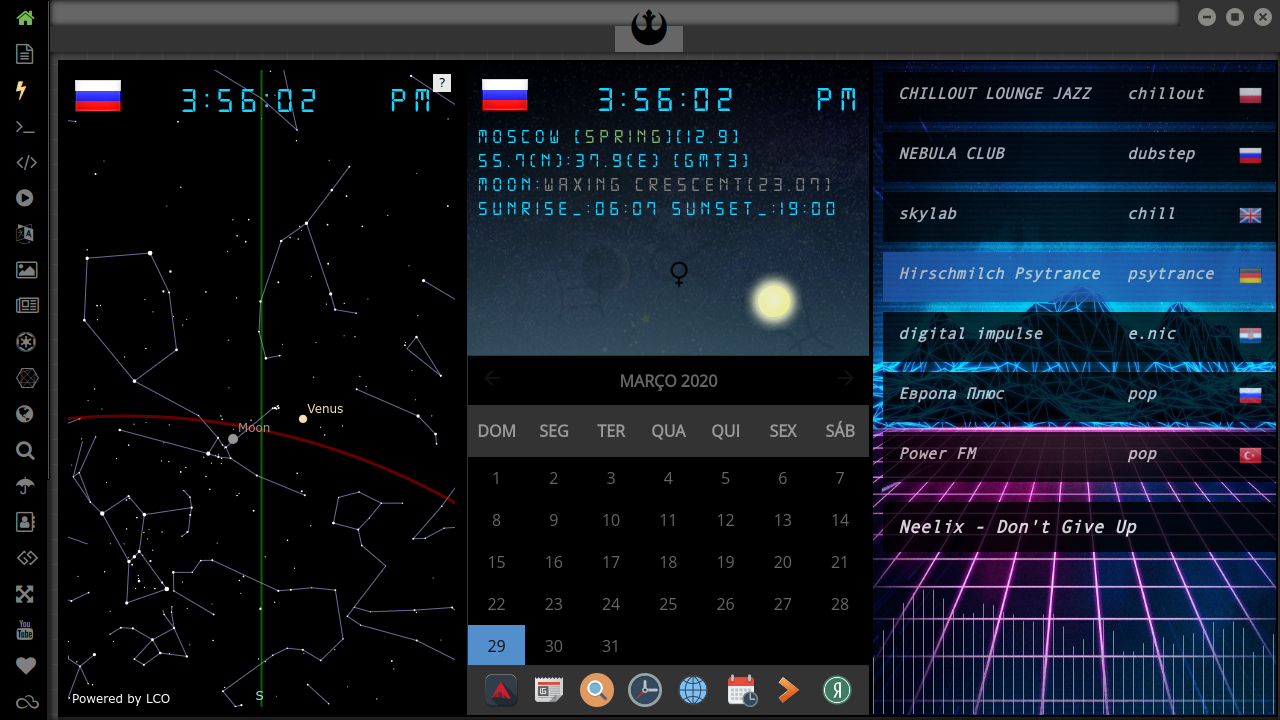 3:56:02 PM
?
Venus
Moon
Powered by LCO
S
3:56:02 PM
MOSCOW [SPRING][12.9]
55.7(N):37.9(E) [GMT3]
MOON:WAXING CRESCENT[23.07]
SUNRISE_:06:07 SUNSET_:19:00
MARÇO 2020
DOM SEG TER QUA QUI SEX SÁB
1 2 3 4 5 6 7
8 9 10 11 12 13 14
15 16 17 18 19 20 21
22 23 24 25 26 27 28
29 30 31
CHILLOUT LOUNGE JAZZ chillout
NEBULA CLUB dubstep
skylab chill
Hirschmilch Psytrance psytrance
digital impulse e.nic
Европа Плюс pop
Power FM pop
Neelix - Don't Give Up
You
Tube
Я